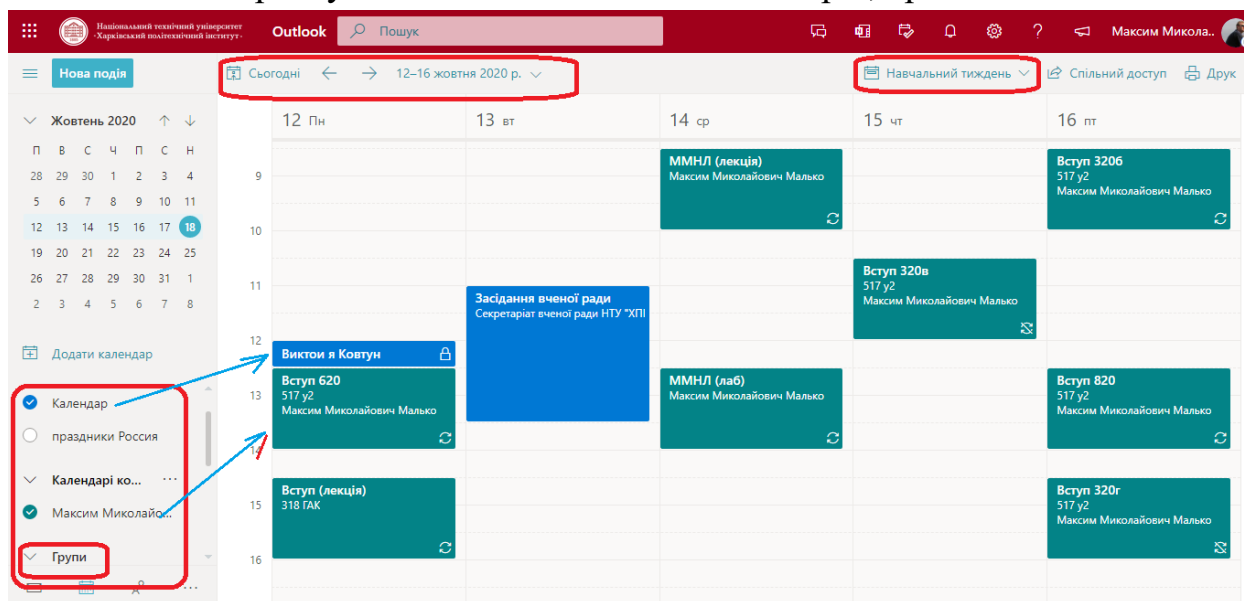 Національний технічний університет
·Харківський політехнічний інститут·
Outlook
Пошук
Максим Микола..
Нова подія
Сьогодні
12–16 жовтня 2020 р.
Навчальний тиждень
Спільний доступ
Друк
Жовтень 2020
П В С Ч П С Н
28 29 30 1 2 3 4
5 6 7 8 9 10 11
12 13 14 15 16 17 18
19 20 21 22 23 24 25
26 27 28 29 30 31 1
2 3 4 5 6 7 8
Додати календар
Календар
праздники Россия
Календарі ко...
Максим Миколайо...
Групи
12 Пн
13 вт
14 ср
15 чт
16 пт
9
10
11
12
13
14
15
16
Виктои я Ковтун
Вступ 620
517 у2
Максим Миколайович Малько
Вступ (лекція)
318 ГАК
Засідання вченої ради
Секретаріат вченої ради НТУ "ХПІ
ММНЛ (лекція)
Максим Миколайович Малько
ММНЛ (лаб)
Максим Миколайович Малько
Вступ 320в
517 у2
Максим Миколайович Малько
Вступ 320б
517 у2
Максим Миколайович Малько
Вступ 820
517 у2
Максим Миколайович Малько
Вступ 320г
517 у2
Максим Миколайович Малько